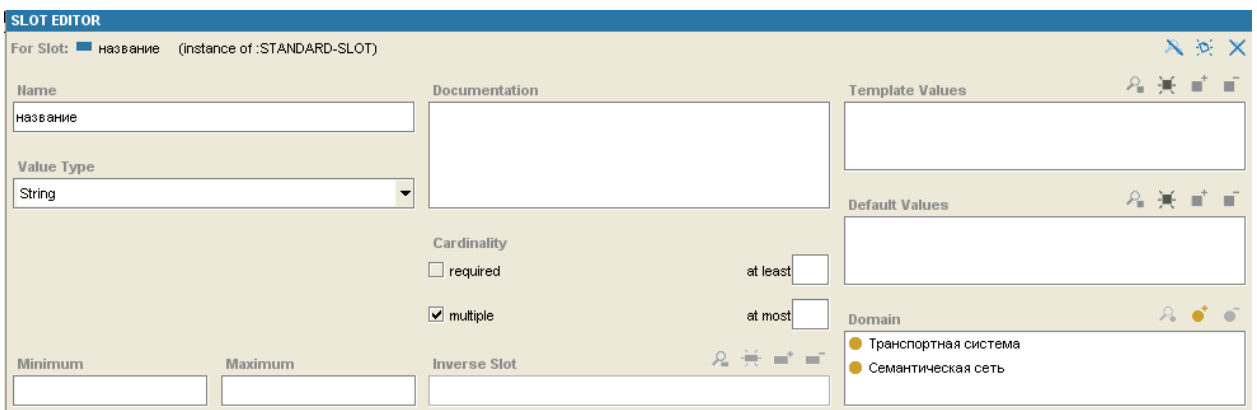 SLOT EDITOR
For Slot: название (instance of :STANDARD-SLOT)
Name
название
Value Type
String
Documentation
Cardinality
required at least
multiple at most
Minimum Maximum
Inverse Slot
Template Values
Default Values
Domain
Транспортная система
Семантическая сеть